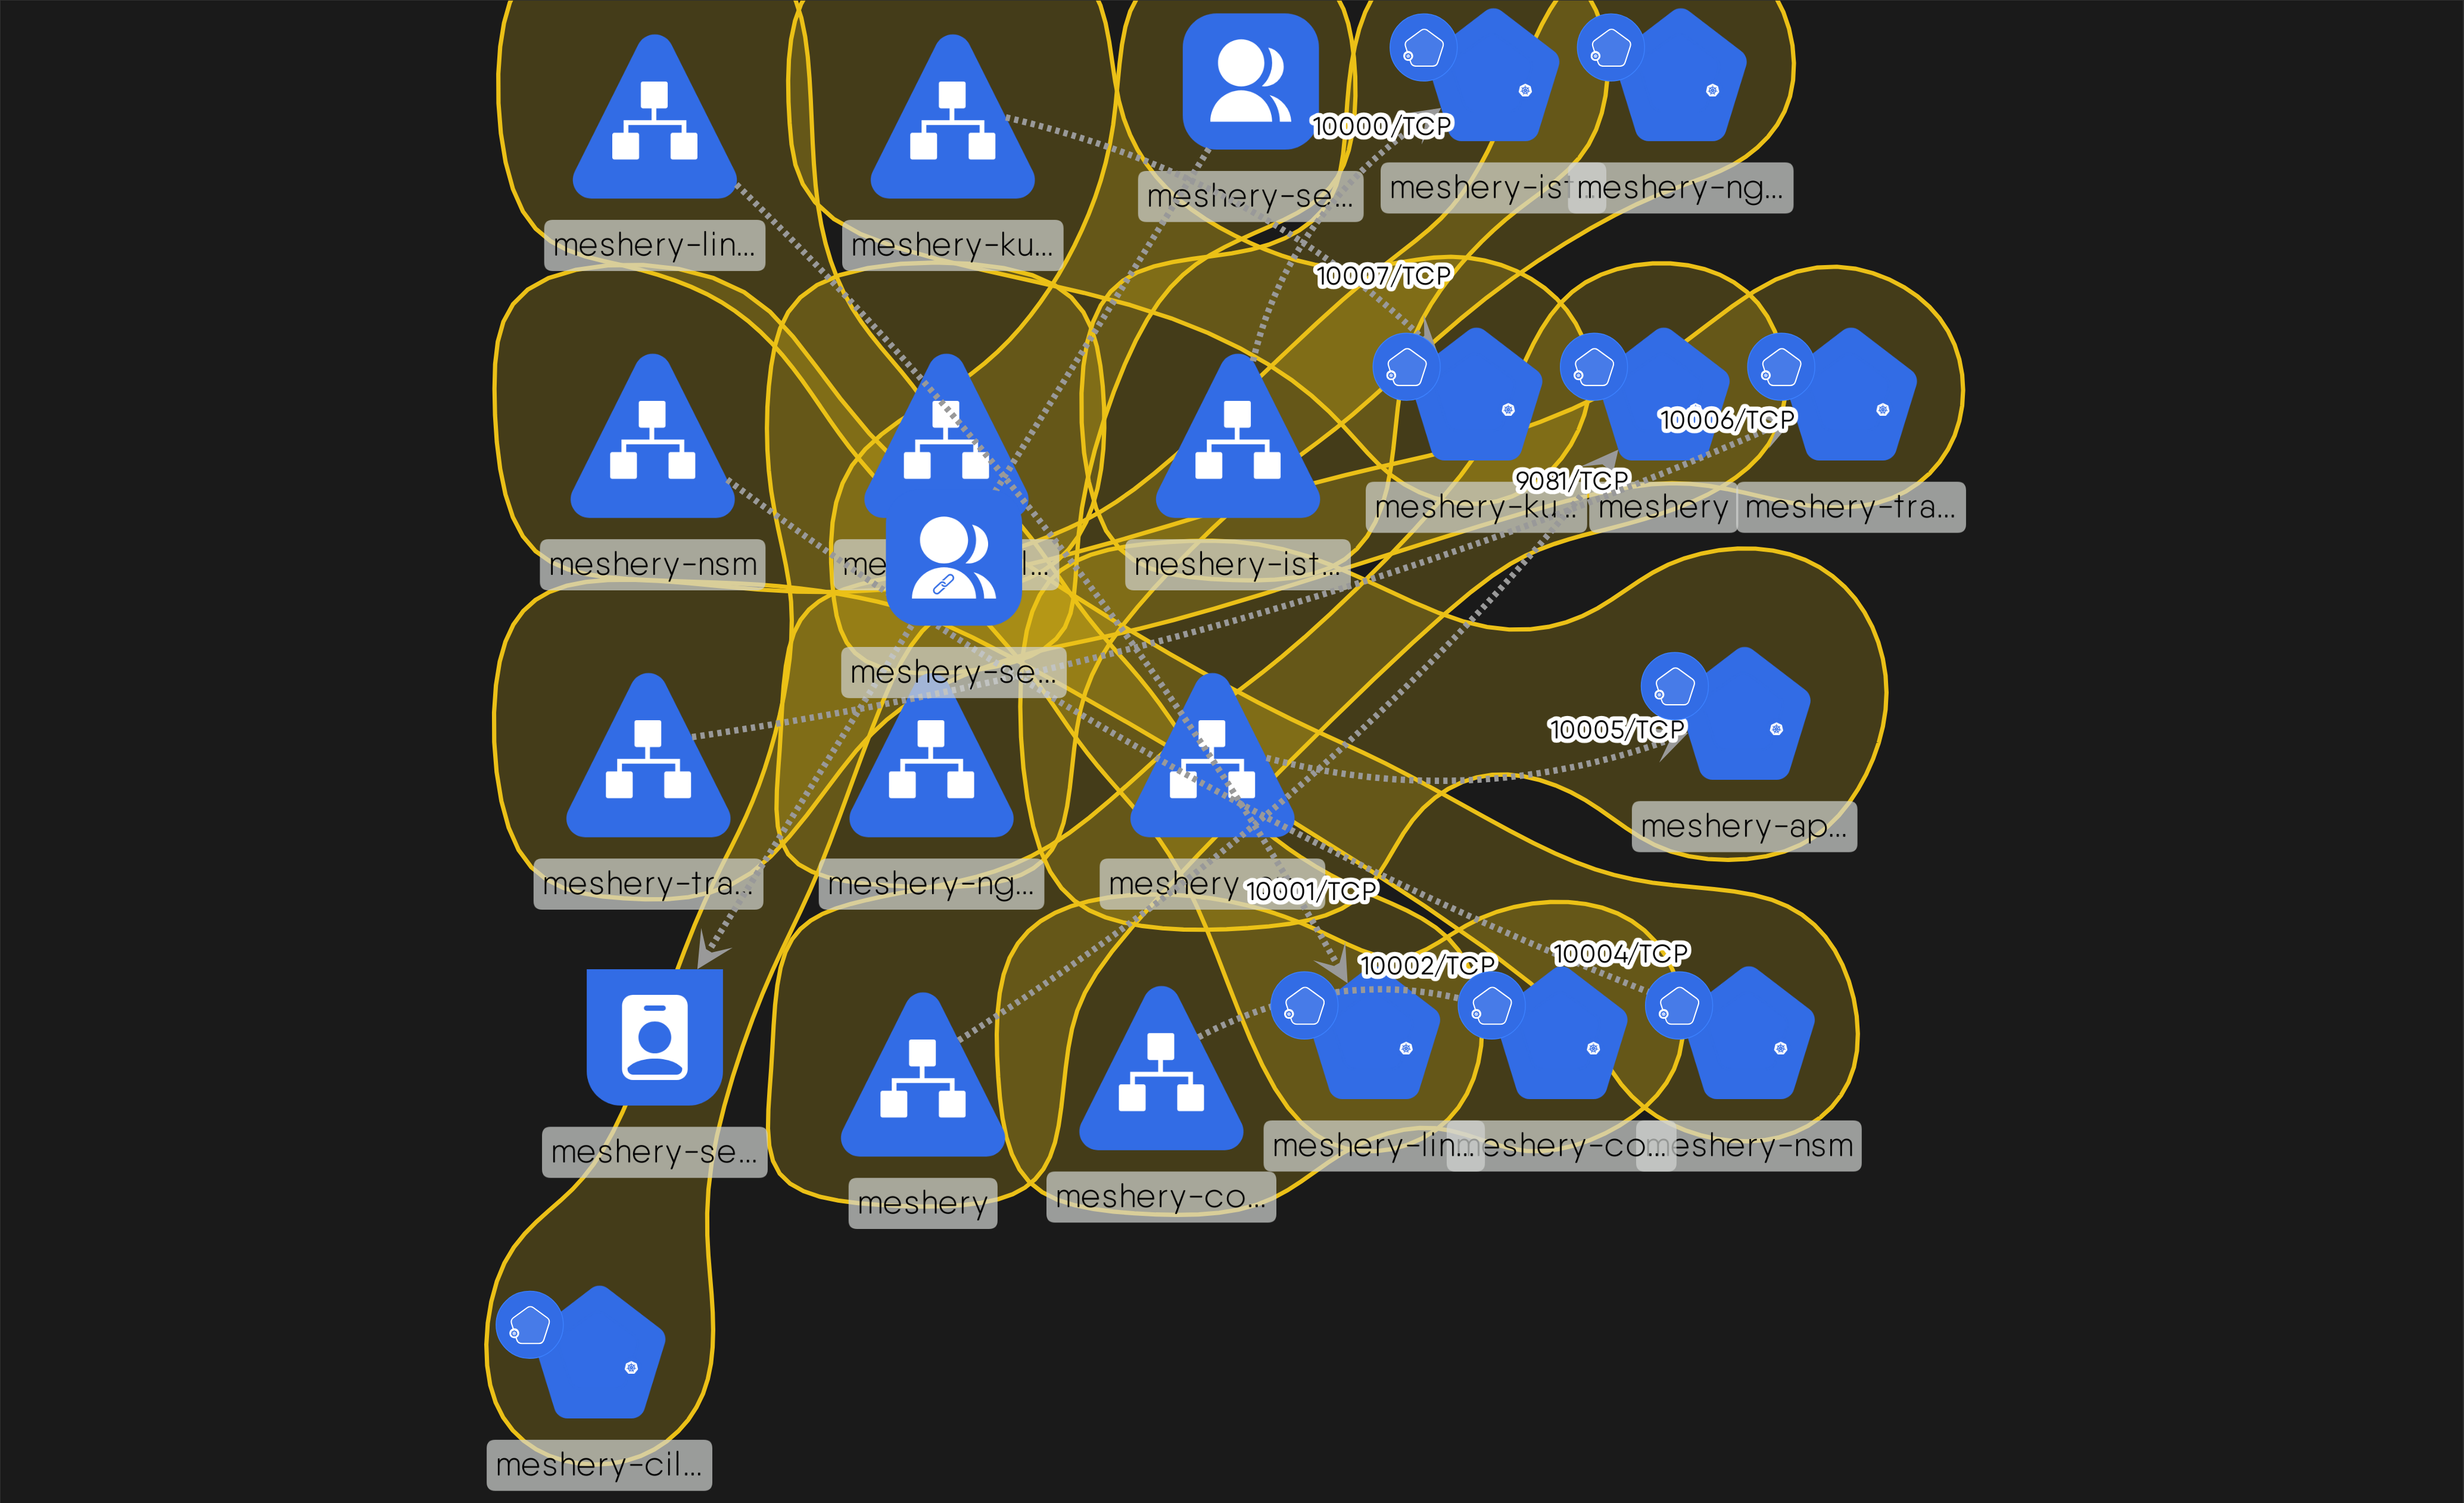 10000/TCP
meshery-se...
meshery-ist
meshery-ng...
meshery-lin...
meshery-ku...
10007/TCP
10006/TCP
9081/TCP
meshery-ku...
meshery
meshery-tra...
meshery-nsm
meshery-ist...
meshery-se...
10005/TCP
meshery-ap...
meshery-tra...
meshery-ng...
meshery
10001/TCP
10002/TCP
10004/TCP
meshery-se...
meshery-lin...
meshery-co...
meshery-nsm
meshery
meshery-co...
meshery-cil...